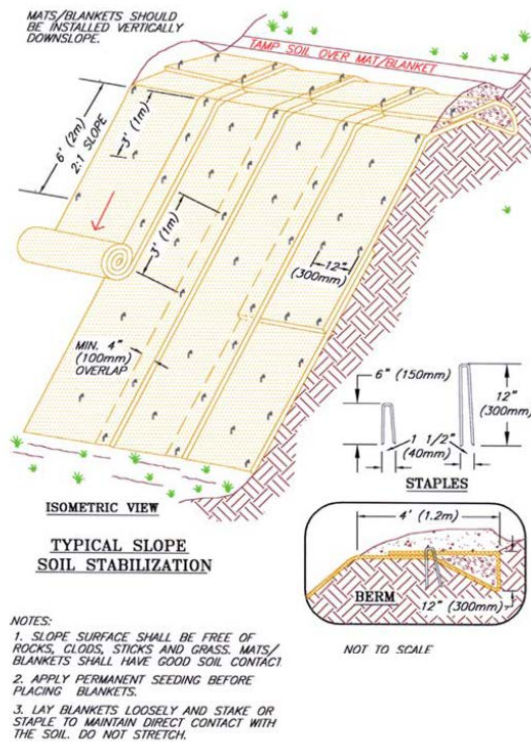 MATS/BLANKETS SHOULD
BE INSTALLED VERTICALLY
DOWNSLOPE.
TAMP SOIL OVER MAT/BLANKET
6' (2m)
2:1 SLOPE
3' (1m)
3' (1m)
12"
(300mm)
MIN. 4"
(100mm)
OVERLAP
6" (150mm)
12"
(300mm)
1 1/2"
(40mm)
STAPLES
ISOMETRIC VIEW
TYPICAL SLOPE
SOIL STABILIZATION
4' (1.2m)
BERM
12" (300mm)
NOT TO SCALE
NOTES:
1. SLOPE SURFACE SHALL BE FREE OF
ROCKS, CLODS, STICKS AND GRASS. MATS/
BLANKETS SHALL HAVE GOOD SOIL CONTACT
2. APPLY PERMANENT SEEDING BEFORE
PLACING BLANKETS.
3. LAY BLANKETS LOOSELY AND STAKE OR
STAPLE TO MAINTAIN DIRECT CONTACT WITH
THE SOIL. DO NOT STRETCH.